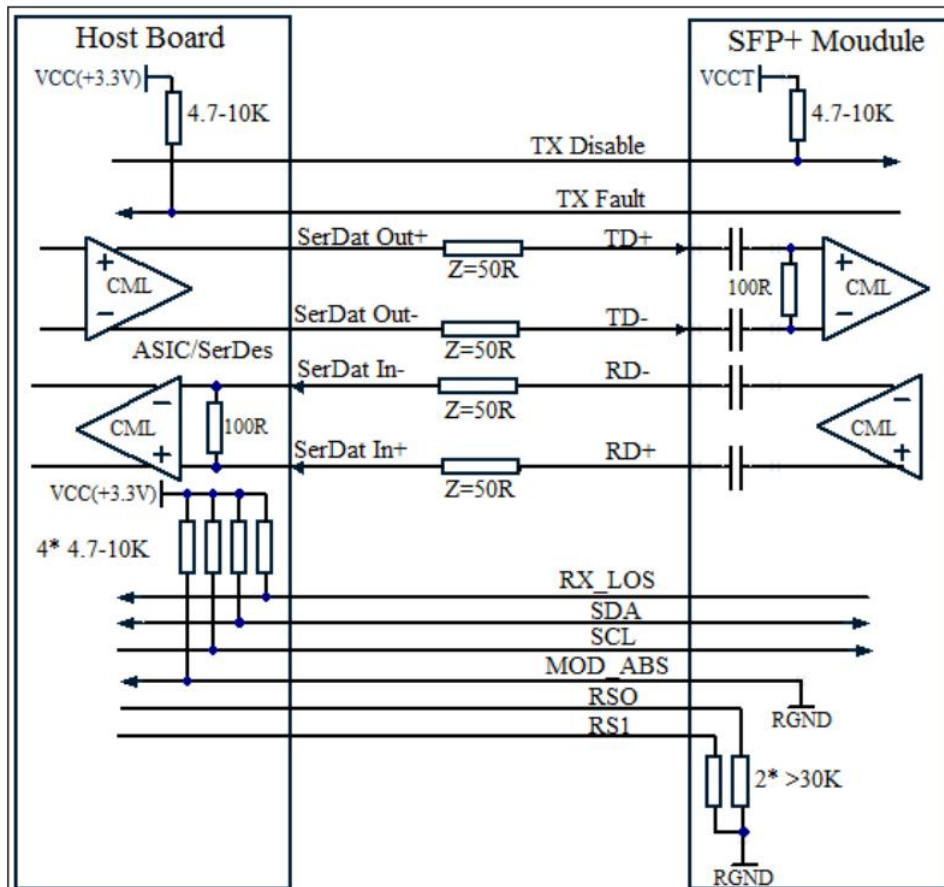 Host Board
SFP+ Moudule
VCC(+3.3V)
4.7-10K
VCCT
4.7-10K
TX Disable
TX Fault
SerDat Out+
TD+
Z=50R
+
CML
−
100R
+
CML
−
SerDat Out-
TD-
Z=50R
ASIC/SerDes
SerDat In-
RD-
Z=50R
−
CML
+
100R
−
CML
+
SerDat In+
RD+
Z=50R
VCC(+3.3V)
4* 4.7-10K
RX_LOS
SDA
SCL
MOD_ABS
RSO
RGND
RS1
2* >30K
RGND